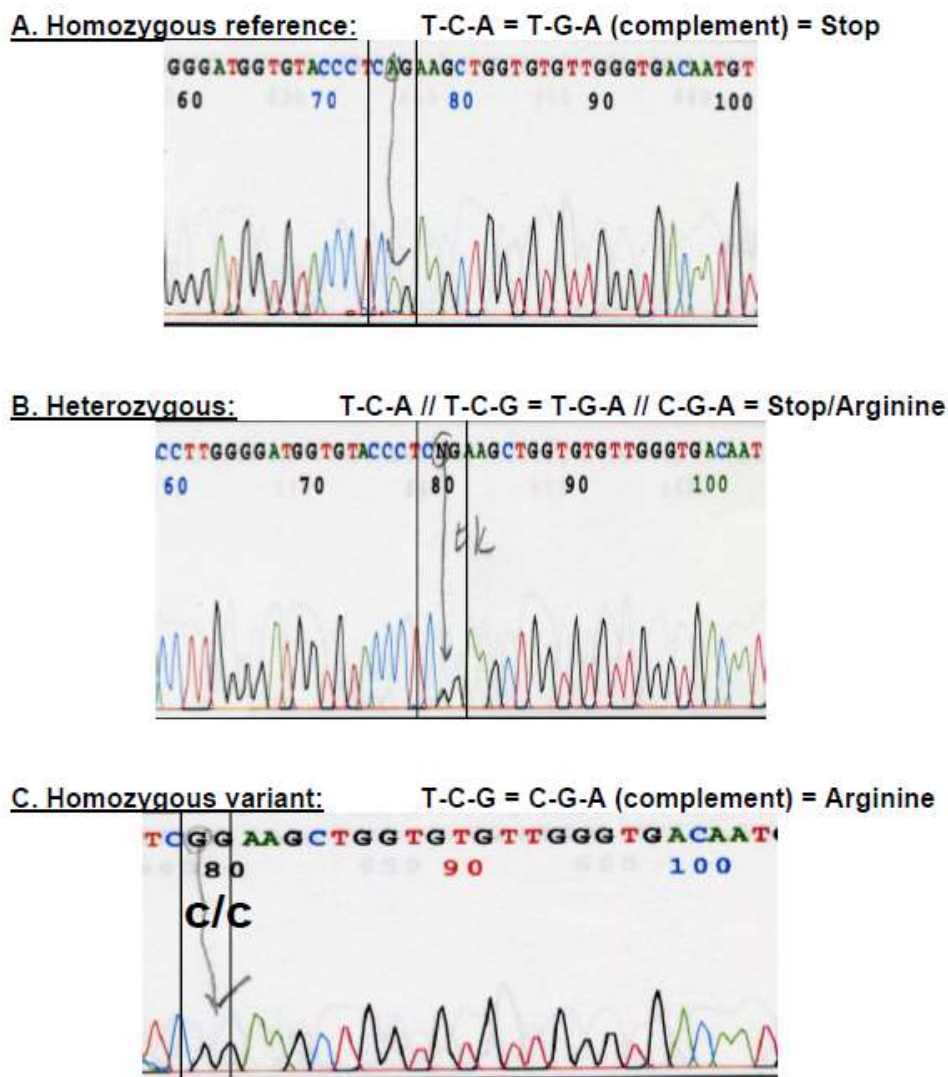 A. Homozygous reference: T-C-A = T-G-A (complement) = Stop
GGGATGGTGTACCCTCAGAAGCTGGTGTGTTGGGTGACAATGT
60 70 80 90 100
B. Heterozygous: T-C-A // T-C-G = T-G-A // C-G-A = Stop/Arginine
CCTTGGGGATGGTGTACCCTCNGAAGCTGGTGTGTTGGGTGACAAT
60 70 80 90 100
C. Homozygous variant: T-C-G = C-G-A (complement) = Arginine
TCGGAAGCTGGTGTGTTGGGTGACAAT
80 90 100
C/C